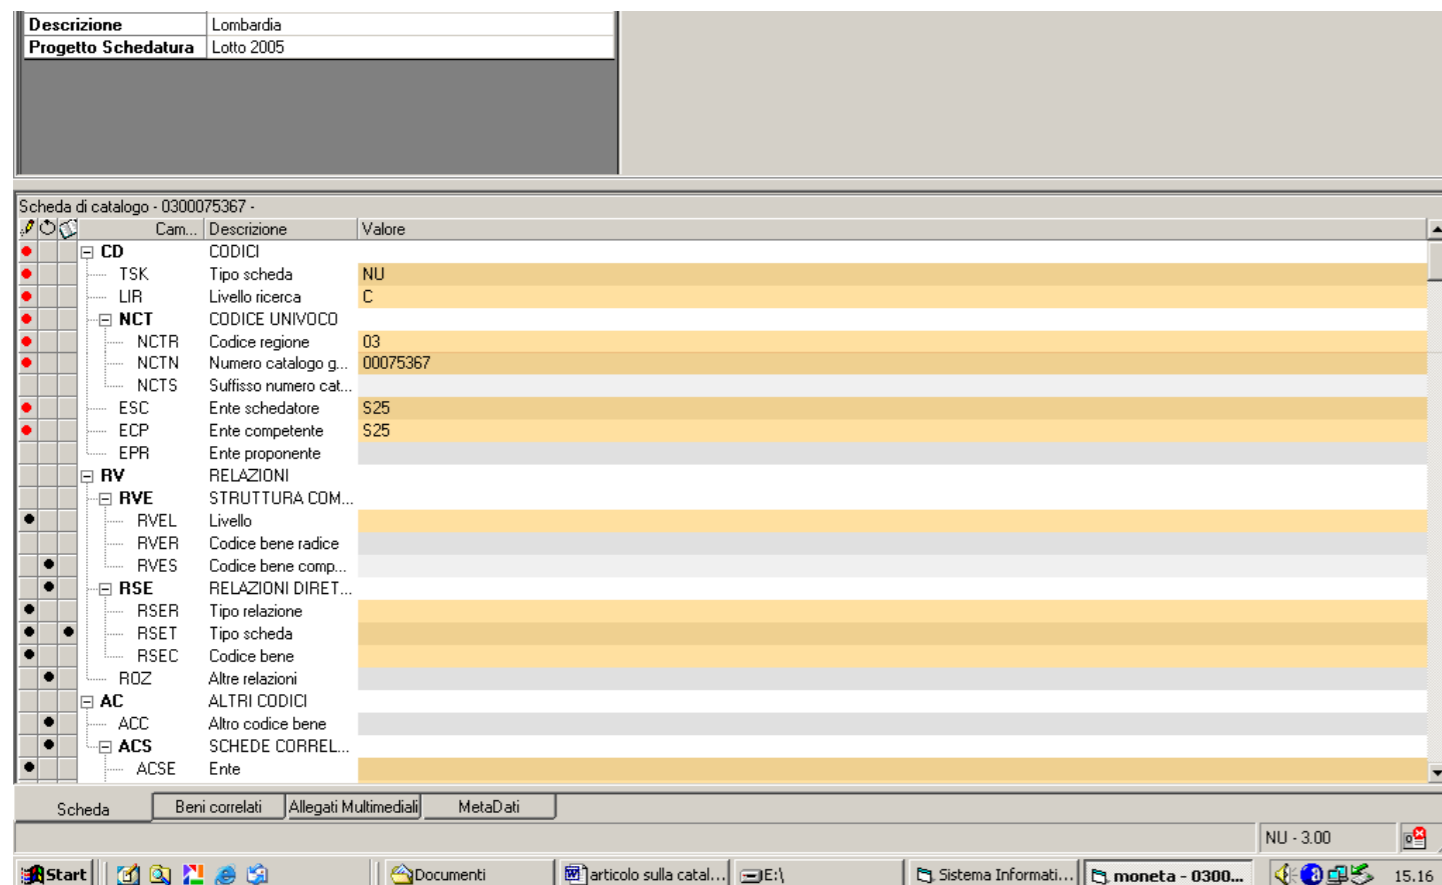 Descrizione Lombardia
Progetto Schedatura Lotto 2005
Scheda di catalogo - 0300075367 -
Cam... Descrizione Valore
CD CODICI
TSK Tipo scheda NU
LIR Livello ricerca C
NCT CODICE UNIVOCO
NCTR Codice regione 03
NCTN Numero catalogo g... 00075367
NCTS Suffisso numero cat...
ESC Ente schedatore S25
ECP Ente competente S25
EPR Ente proponente
RV RELAZIONI
RVE STRUTTURA COM...
RVEL Livello
RVER Codice bene radice
RVES Codice bene comp...
RSE RELAZIONI DIRET...
RSER Tipo relazione
RSET Tipo scheda
RSEC Codice bene
ROZ Altre relazioni
AC ALTRI CODICI
ACC Altro codice bene
ACS SCHEDE CORREL...
ACSE Ente
Scheda Beni correlati Allegati Multimediali MetaDati
NU - 3.00
Start Documenti articolo sulla catal... E:\ Sistema Informati... moneta - 0300... 15.16